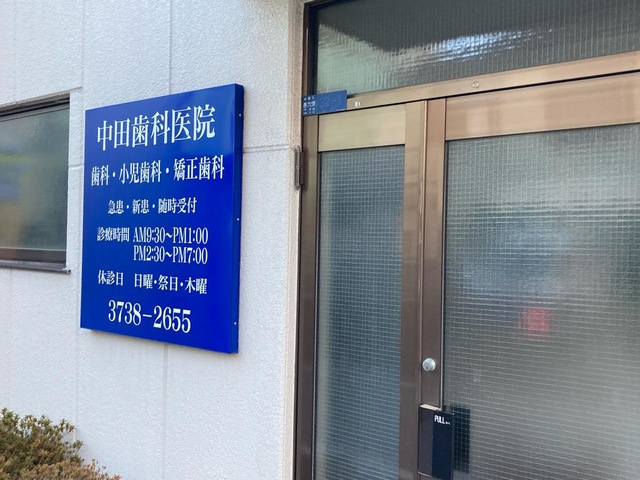 中田歯科医院
歯科・小児歯科・矯正歯科
急患・新患・随時受付
診療時間 AM9:30~PM1:00
PM2:30~PM7:00
休診日 日曜・祭日・木曜
3738-2655
PULL